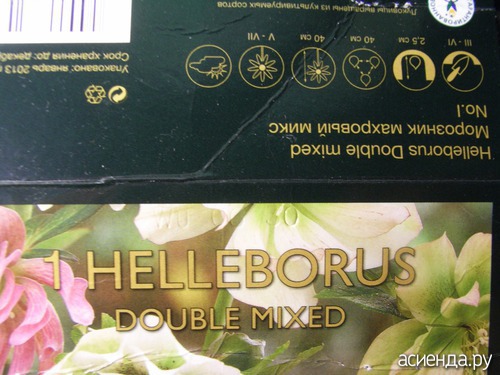 1 HELLEBORUS
DOUBLE MIXED
Helleborus Double mixed
Морозник махровый микс
No.I
III - VI
2,5 см
40 см
40 см
V - VII
Упаковано: январь 2013
Срок хранения до: декабрь
Луковицы выращены из культивируемых сортов
асиенда.ру